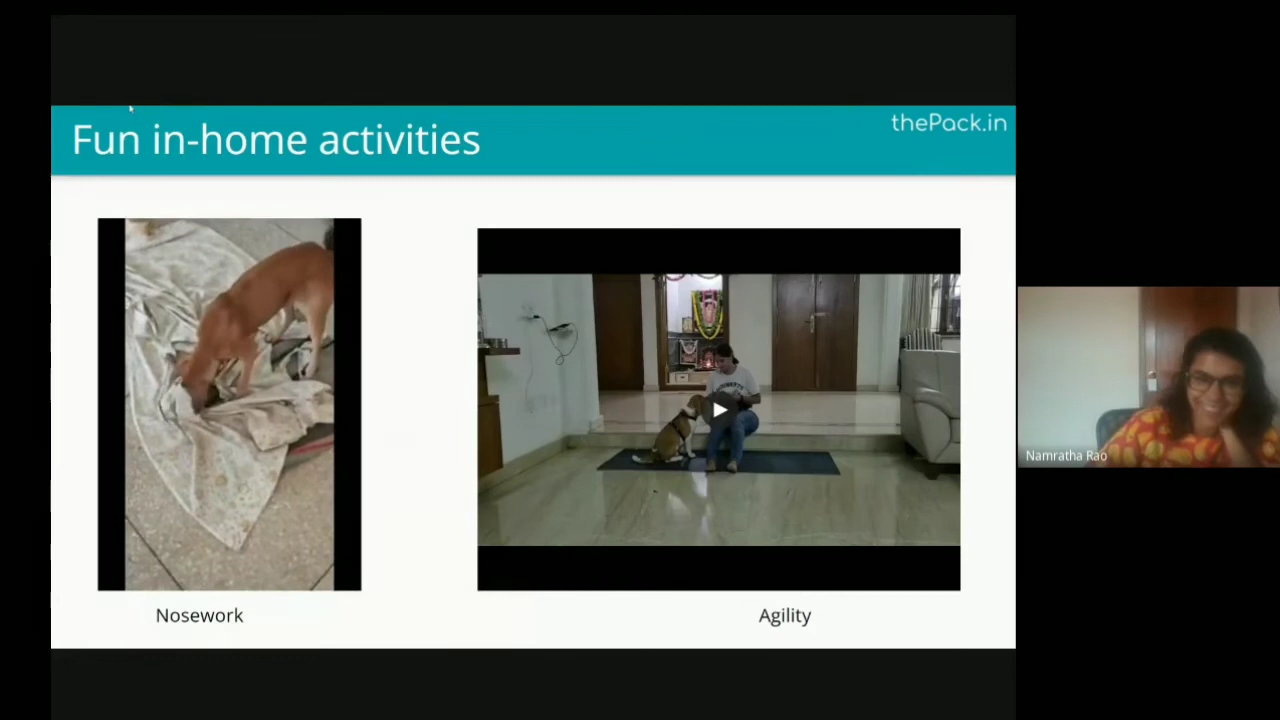 Fun in-home activities
thePack.in
Nosework
Agility
Namratha Rao